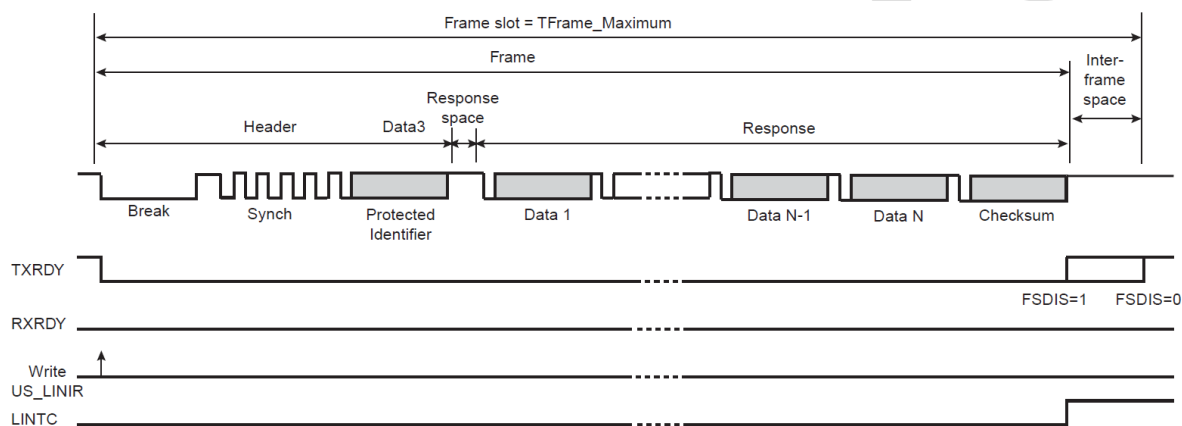 Frame slot = TFrame_Maximum
Frame
Inter-
frame
space
Response
space
Header
Data3
Response
Break
Synch
Protected
Identifier
Data 1
Data N-1
Data N
Checksum
TXRDY
FSDIS=1
FSDIS=0
RXRDY
Write
US_LINIR
LINTC